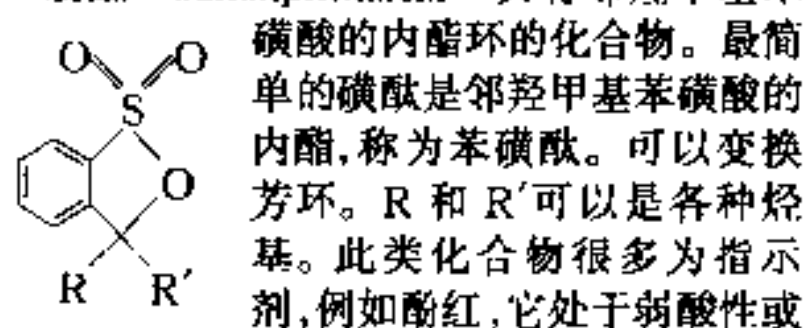 磺酸的内酯环的化合物。最简
单的磺酞是邻羟甲基苯磺酸的
内酯,称为苯磺酞。可以变换
芳环。R 和 R′可以是各种烃
基。此类化合物很多为指示
剂,例如酚红,它处于弱酸性或
O O
S
O
R R′